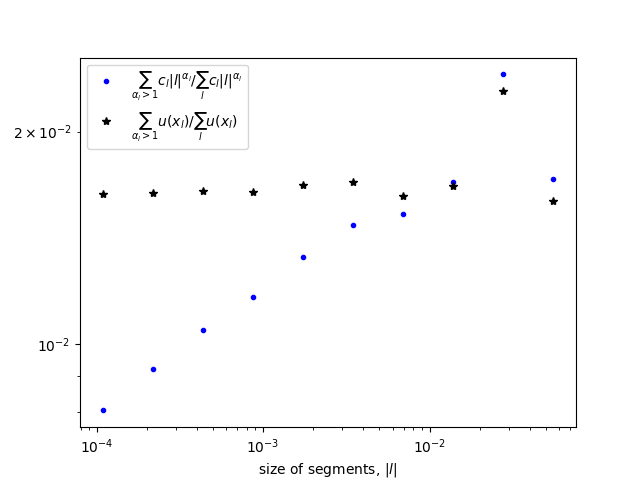 ∑_{α_l>1} c_l|l|^{α_l}/∑_l c_l|l|^{α_l}
∑_{α_l>1} u(x_l)/∑_l u(x_l)
2 × 10^{−2}
10^{−2}
10^{−4} 10^{−3} 10^{−2}
size of segments, |l|